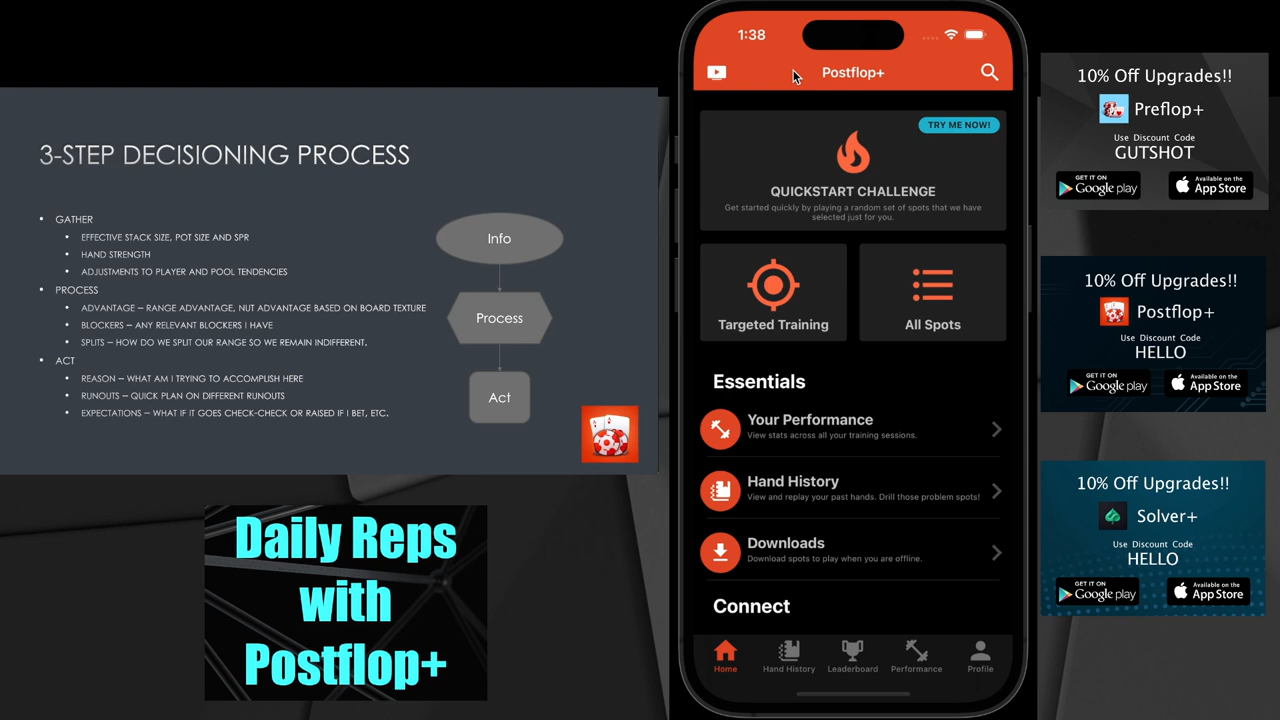 3-STEP DECISIONING PROCESS
• GATHER
• EFFECTIVE STACK SIZE, POT SIZE AND SPR
• HAND STRENGTH
• ADJUSTMENTS TO PLAYER AND POOL TENDENCIES
• PROCESS
• ADVANTAGE – RANGE ADVANTAGE, NUT ADVANTAGE BASED ON BOARD TEXTURE
• BLOCKERS – ANY RELEVANT BLOCKERS I HAVE
• SPLITS – HOW DO WE SPLIT OUR RANGE SO WE REMAIN INDIFFERENT.
• ACT
• REASON – WHAT AM I TRYING TO ACCOMPLISH HERE
• RUNOUTS – QUICK PLAN ON DIFFERENT RUNOUTS
• EXPECTATIONS – WHAT IF IT GOES CHECK-CHECK OR RAISED IF I BET, ETC.
Info
Process
Act
Daily Reps
with
Postflop+
1:38
Postflop+
TRY ME NOW!
QUICKSTART CHALLENGE
Get started quickly by playing a random set of spots that we have
selected just for you.
Targeted Training
All Spots
Essentials
Your Performance
View stats across all your training sessions.
Hand History
View and replay your past hands. Drill those problem spots!
Downloads
Download spots to play when you are offline.
Connect
Home
Hand History
Leaderboard
Performance
Profile
10% Off Upgrades!!
Preflop+
Use Discount Code
GUTSHOT
GET IT ON
Google play
Available on the
App Store
10% Off Upgrades!!
Postflop+
Use Discount Code
HELLO
GET IT ON
Google play
Available on the
App Store
10% Off Upgrades!!
Solver+
Use Discount Code
HELLO
GET IT ON
Google play
Available on the
App Store